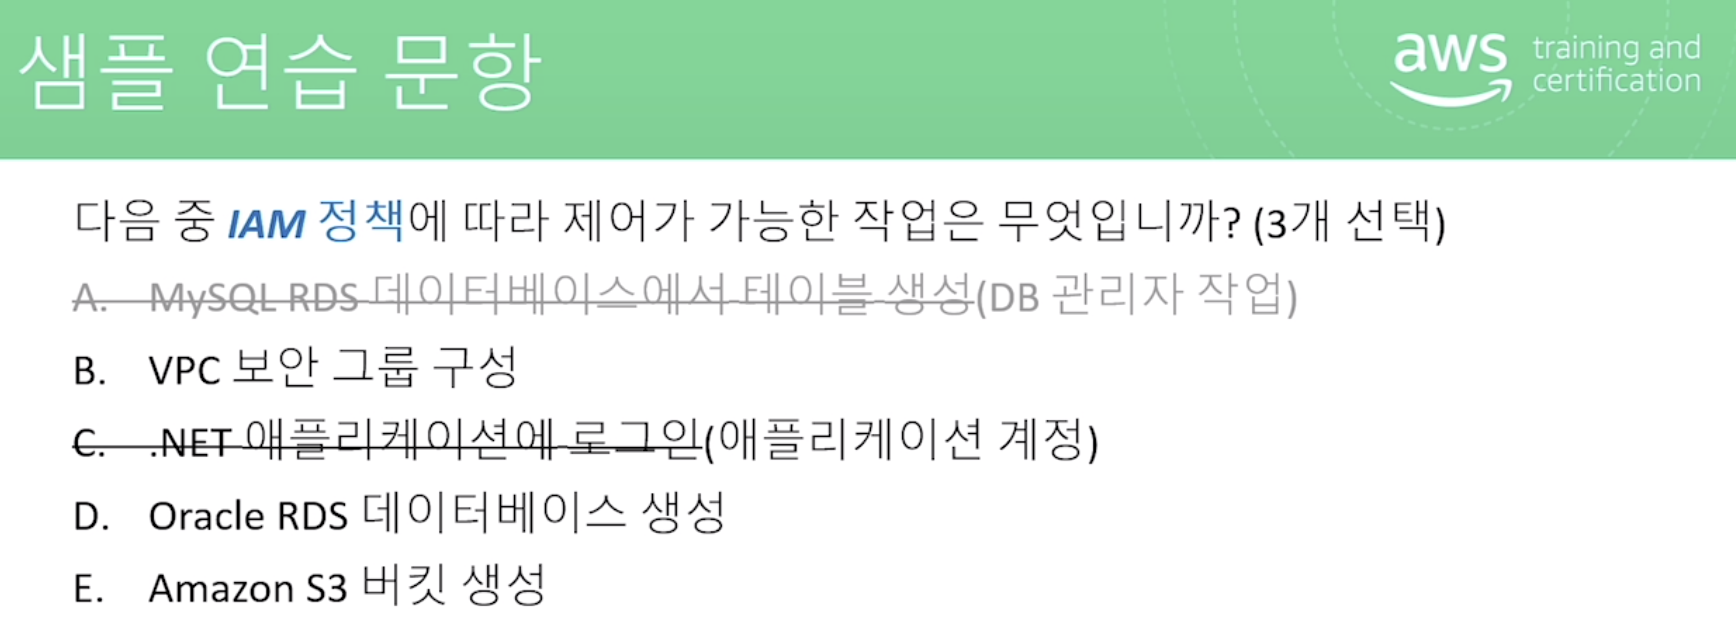 샘플 연습 문항
aws training and
certification
다음 중 IAM 정책에 따라 제어가 가능한 작업은 무엇입니까? (3개 선택)
A. MySQL RDS 데이터베이스에서 테이블 생성(DB 관리자 작업)
B. VPC 보안 그룹 구성
C. .NET 애플리케이션에 로그인(애플리케이션 계정)
D. Oracle RDS 데이터베이스 생성
E. Amazon S3 버킷 생성